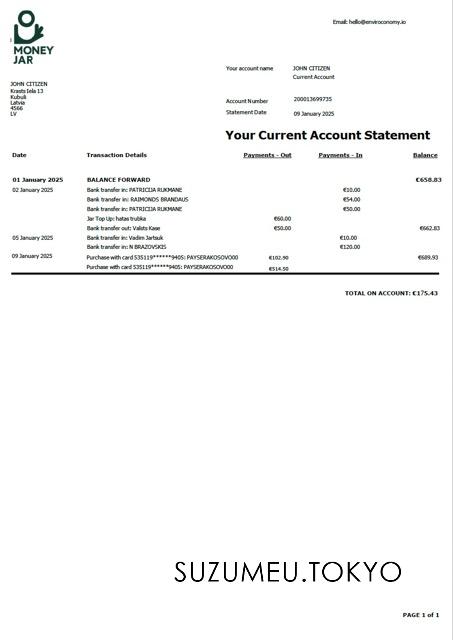 MONEY
JAR
Email: hello@enviroconomy.io
JOHN CITIZEN
Krasts Iela 13
Kubuli
Latvia
4566
LV
Your account name JOHN CITIZEN
Current Account
Account Number 200013699735
Statement Date 09 January 2025
Your Current Account Statement
Date Transaction Details Payments - Out Payments - In Balance
01 January 2025 BALANCE FORWARD €658.83
02 January 2025 Bank transfer in: PATRICIJA RUKMANE €10.00
Bank transfer in: RAIMONDS BRANDAUS €54.00
Bank transfer in: PATRICIJA RUKMANE €50.00
Jar Top Up: hatas trubka €60.00
Bank transfer out: Valsts Kase €50.00 €662.83
05 January 2025 Bank transfer in: Vadim Jartsuk €10.00
Bank transfer in: N BRAZOVSKIS €120.00
09 January 2025 Purchase with card 535119******9405: PAYSERAKOSOVO00 €102.90 €689.93
Purchase with card 535119******9405: PAYSERAKOSOVO00 €514.50
TOTAL ON ACCOUNT: €175.43
SUZUMEU.TOKYO
PAGE 1 of 1